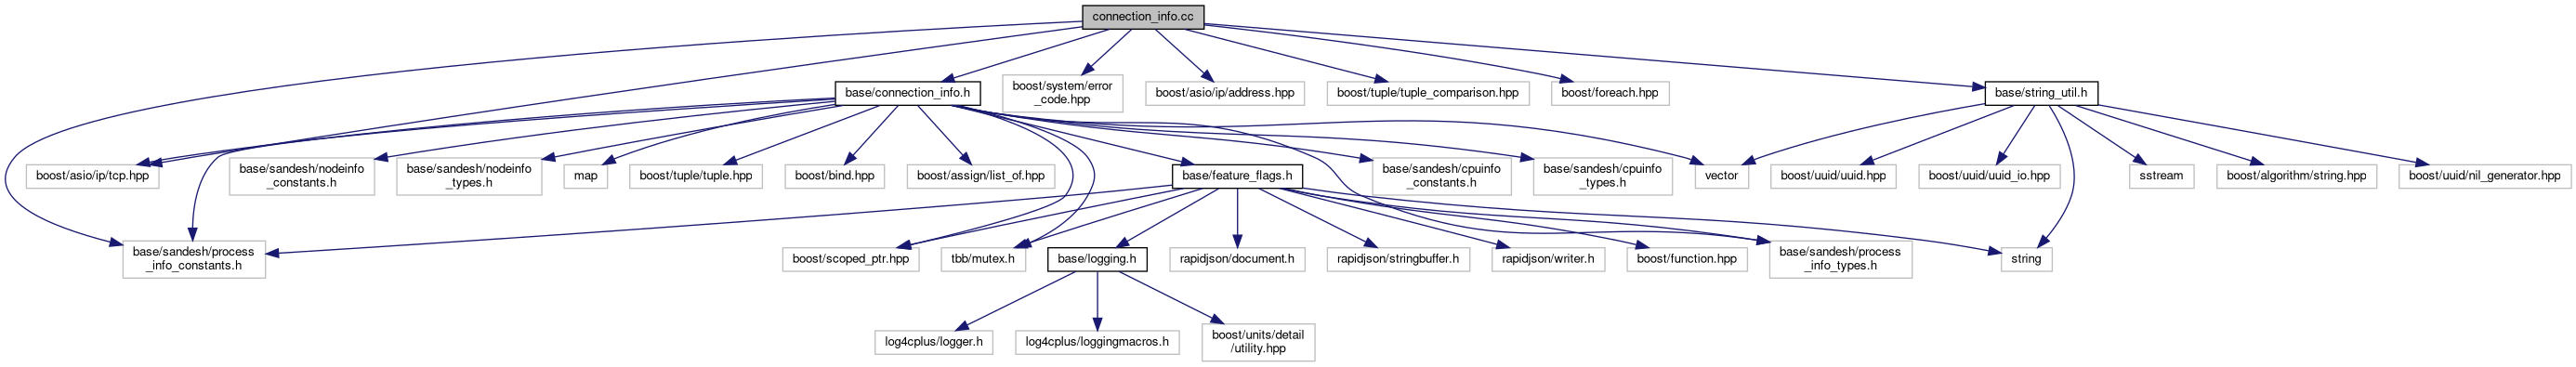 connection_info.cc
base/connection_info.h
boost/system/error
_code.hpp
boost/asio/ip/address.hpp
boost/tuple/tuple_comparison.hpp
boost/foreach.hpp
base/string_util.h
boost/asio/ip/tcp.hpp
base/sandesh/nodeinfo
_constants.h
base/sandesh/nodeinfo
_types.h
map
boost/tuple/tuple.hpp
boost/bind.hpp
boost/assign/list_of.hpp
base/feature_flags.h
base/sandesh/cpuinfo
_constants.h
base/sandesh/cpuinfo
_types.h
vector
boost/uuid/uuid.hpp
boost/uuid/uuid_io.hpp
sstream
boost/algorithm/string.hpp
boost/uuid/nil_generator.hpp
base/sandesh/process
_info_constants.h
boost/scoped_ptr.hpp
tbb/mutex.h
base/logging.h
rapidjson/document.h
rapidjson/stringbuffer.h
rapidjson/writer.h
boost/function.hpp
base/sandesh/process
_info_types.h
string
log4cplus/logger.h
log4cplus/loggingmacros.h
boost/units/detail
/utility.hpp